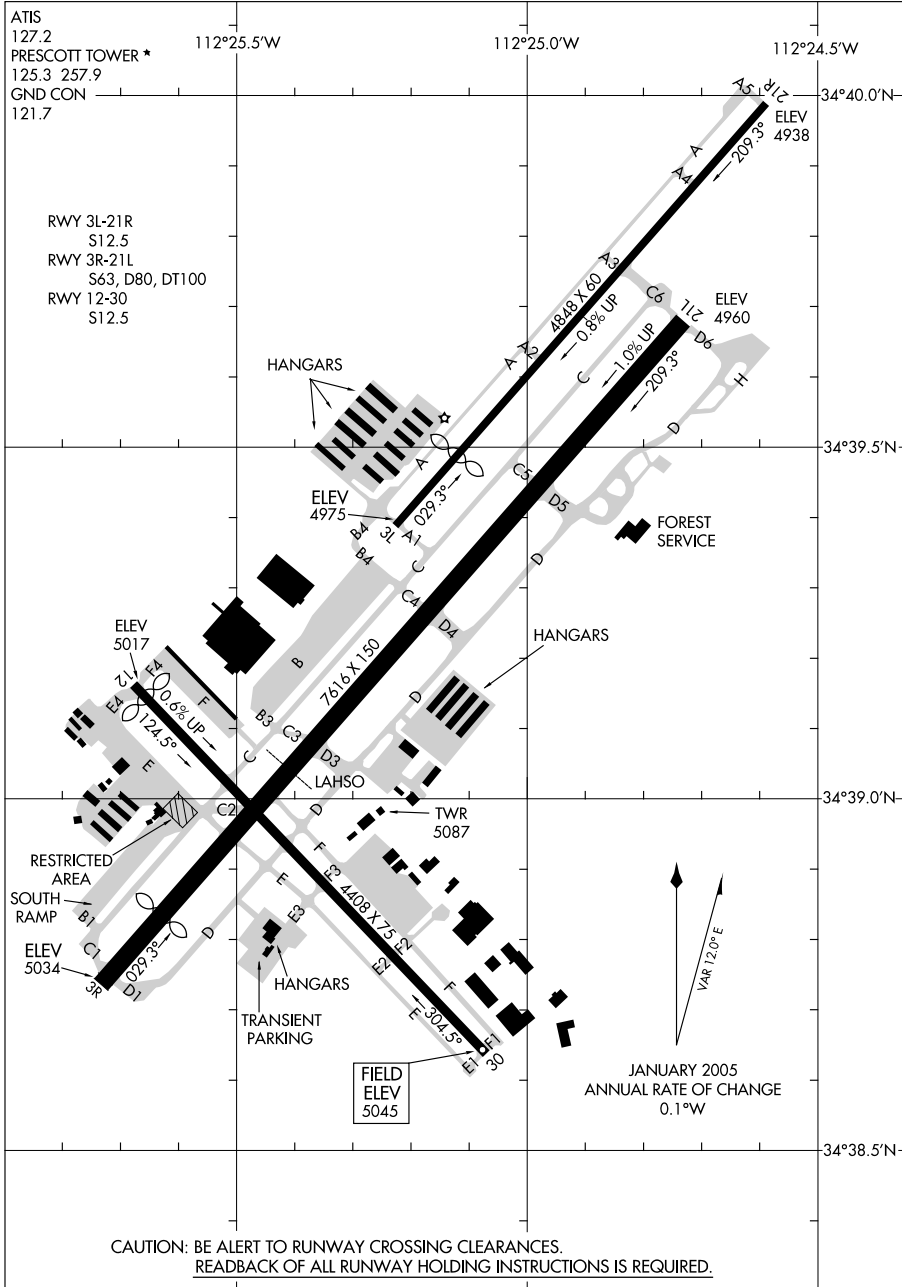 ATIS
127.2
PRESCOTT TOWER *
125.3 257.9
GND CON
121.7
112°25.5'W
112°25.0'W
112°24.5'W
34°40.0'N
A5
21R
ELEV
4938
209.3°
A
A4
RWY 3L-21R
S12.5
RWY 3R-21L
S63, D80, DT100
RWY 12-30
S12.5
A3
4848 X 60
0.8% UP
C6
21L
ELEV
4960
D6
1.0% UP
209.3°
A2
A
C
H
D
HANGARS
A
029.3°
34°39.5'N
C5
D5
ELEV
4975
3L
A1
B4
B4
C
FOREST
SERVICE
D
C4
D4
HANGARS
ELEV
5017
12
F4
E4
0.6% UP
124.5°
F
B
7616 X 150
D
B3
C3
D3
C
E
LAHSO
34°39.0'N
C2
D
TWR
5087
RESTRICTED
AREA
SOUTH
RAMP
F
F3
E
E3
4408 X 75
B1
C1
D
029.3°
ELEV
5034
3R
D1
HANGARS
TRANSIENT
PARKING
F2
E2
F
E
304.5°
E1
F1
30
FIELD
ELEV
5045
VAR 12.0° E
JANUARY 2005
ANNUAL RATE OF CHANGE
0.1°W
34°38.5'N
CAUTION: BE ALERT TO RUNWAY CROSSING CLEARANCES.
READBACK OF ALL RUNWAY HOLDING INSTRUCTIONS IS REQUIRED.